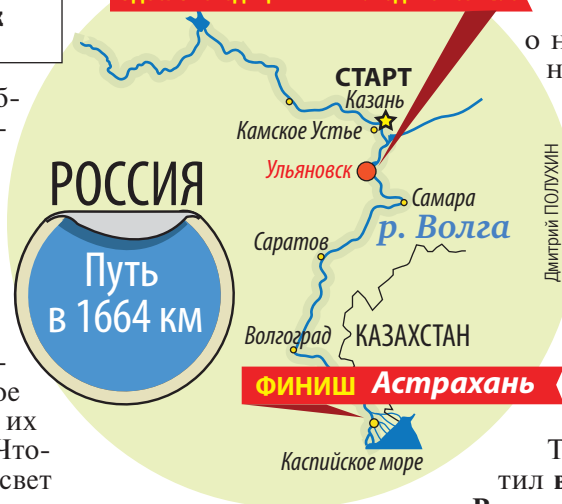 к
б-
-
о н
н
СТАРТ
Казань
Камское Устье
Ульяновск
РОССИЯ
Самара
р. Волга
Саратов
Путь
в 1664 км
Дмитрий ПОЛУХИН
Волгоград
КАЗАХСТАН
ФИНИШ Астрахань
-
ое
их
Что-
свет
Каспийское море
Т
тил в